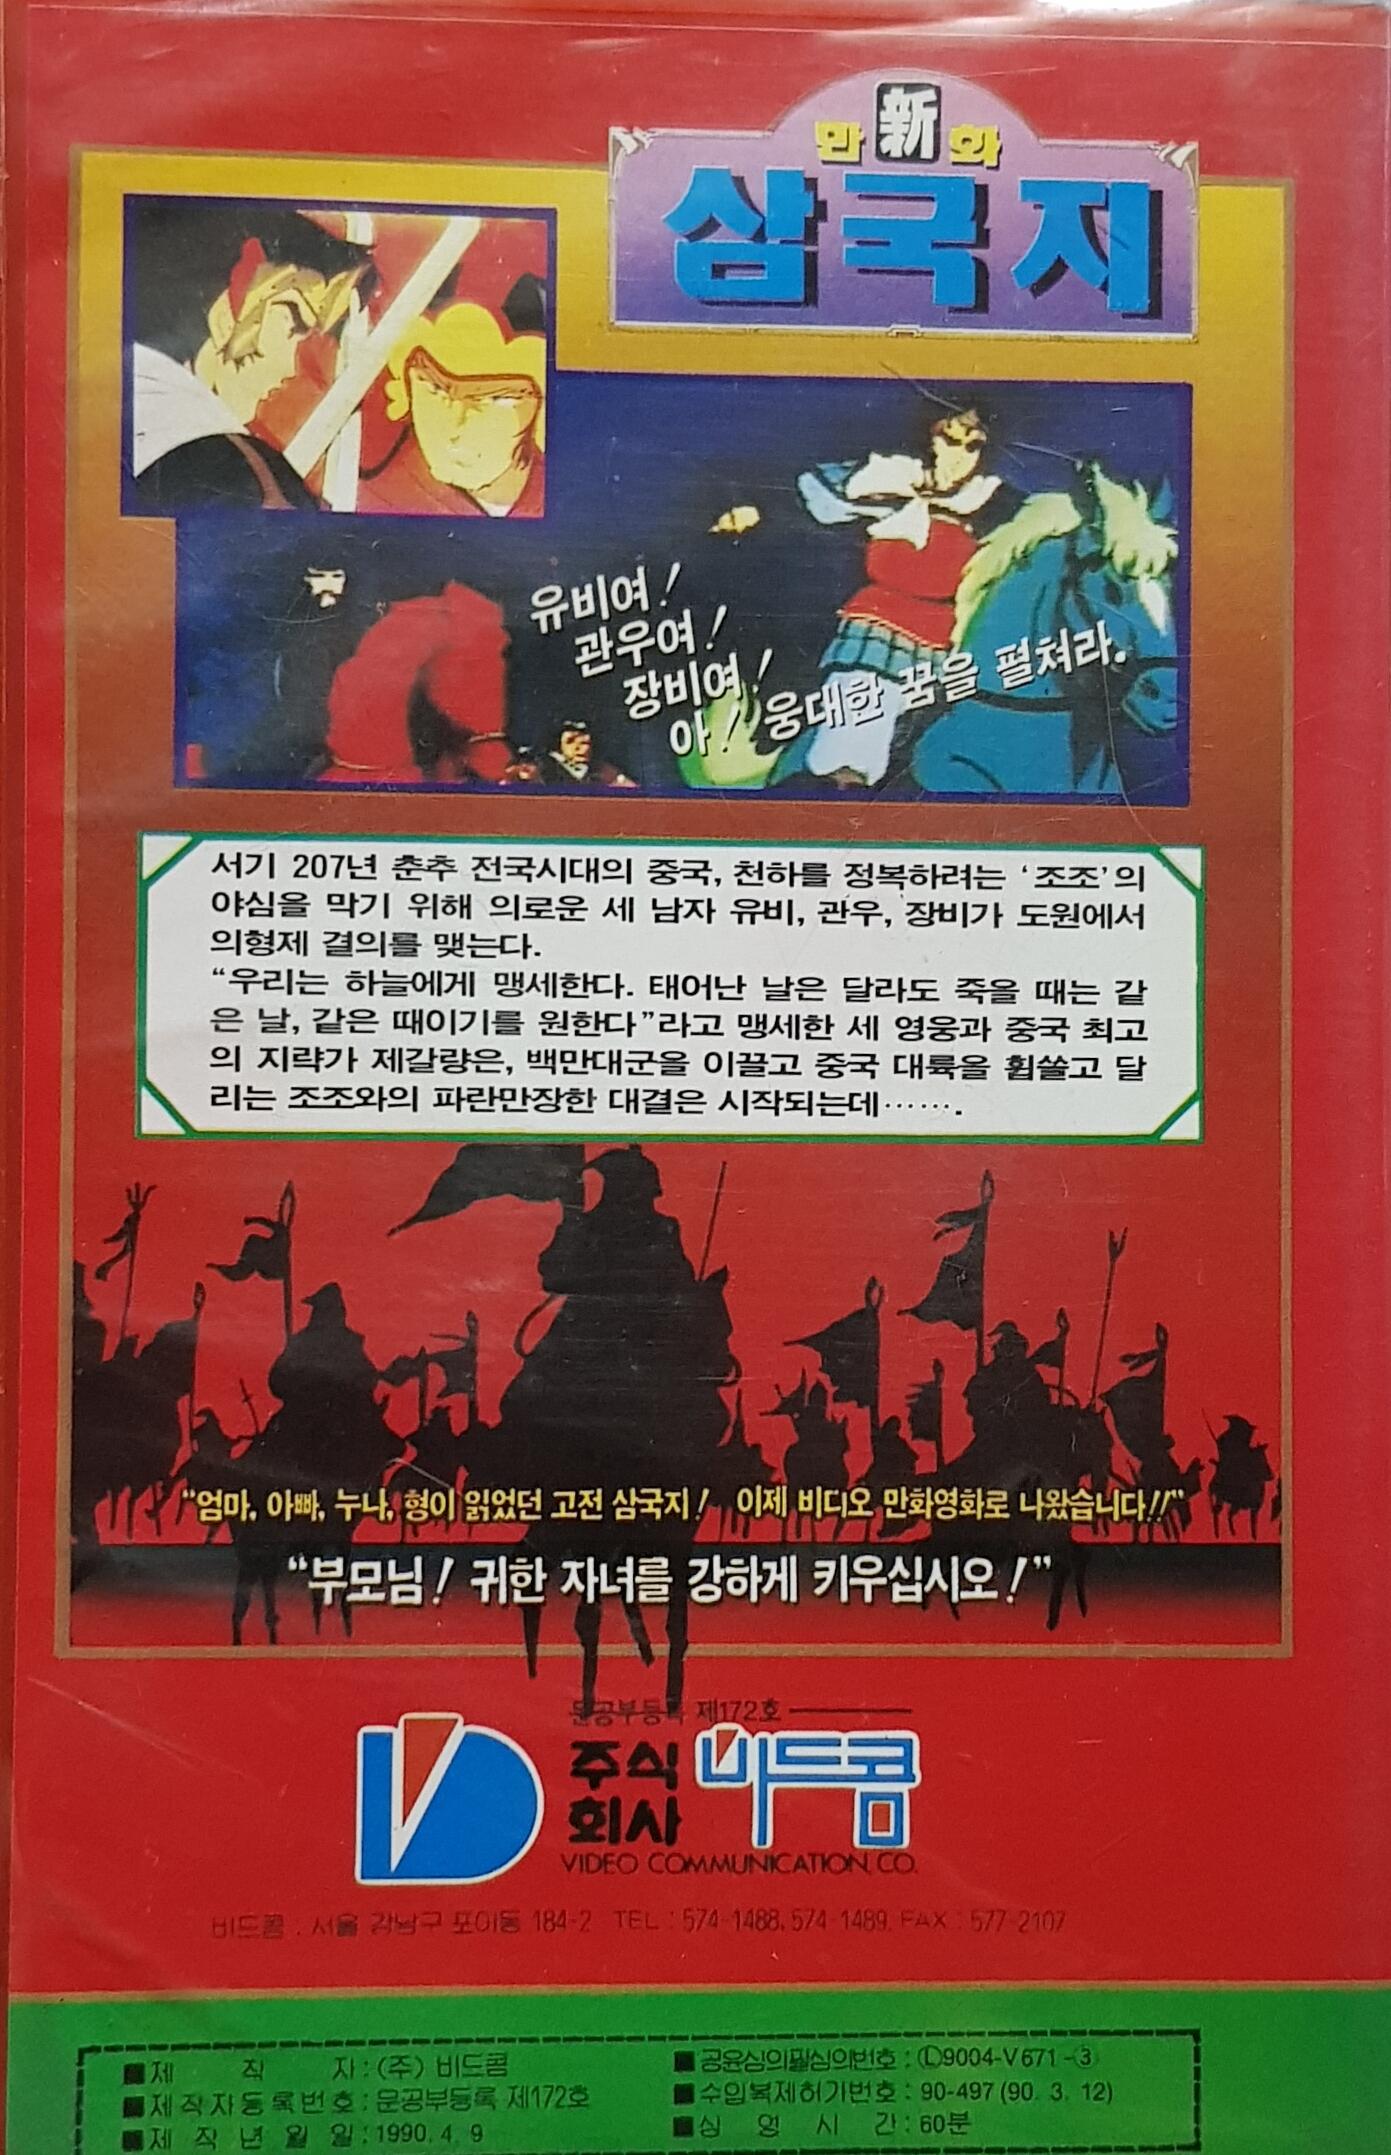 만 新 화
삼국지
유비여!
관우여!
장비여!
아! 웅대한 꿈을 펼쳐라.
서기 207년 춘추 전국시대의 중국, 천하를 정복하려는 ‘조조’의
야심을 막기 위해 의로운 세 남자 유비, 관우, 장비가 도원에서
의형제 결의를 맺는다.
“우리는 하늘에게 맹세한다. 태어난 날은 달라도 죽을 때는 같
은 날, 같은 때이기를 원한다”라고 맹세한 세 영웅과 중국 최고
의 지략가 제갈량은, 백만대군을 이끌고 중국 대륙을 휩쓸고 달
리는 조조와의 파란만장한 대결은 시작되는데…….
“엄마, 아빠, 누나, 형이 읽었던 고전 삼국지! 이제 비디오 만화영화로 나왔습니다!!”
“부모님! 귀한 자녀를 강하게 키우십시오!”
문공부등록 제172호
주식회사 비드콤
VIDEO COMMUNICATION CO.
비드콤 : 서울 강남구 포이동 184-2 TEL : 574-1488, 574-1489. FAX : 577-2107
■제 작 자 : (주) 비드콤
■제작자등록번호 : 문공부등록 제172호
■제 작 년 월 일 : 1990. 4. 9
■공윤심의필심의번호 : Ⓛ9004-V671-③
■수입복제허가번호 : 90-497 (90. 3. 12)
■상 영 시 간 : 60분